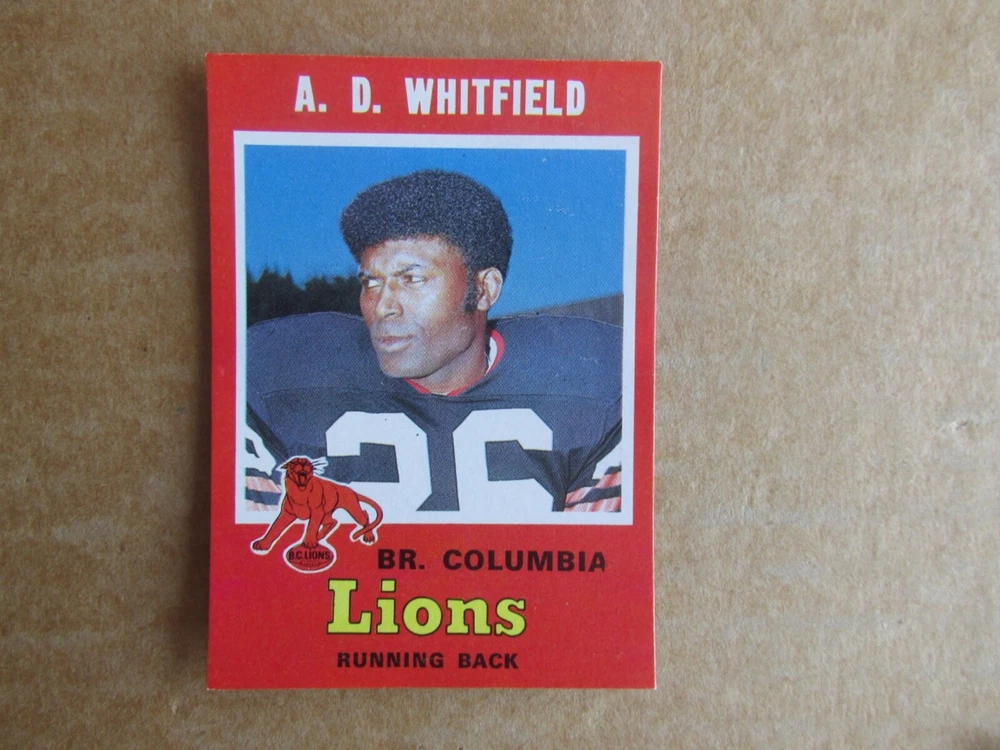 A. D. WHITFIELD
26
B.C. LIONS
BR. COLUMBIA
Lions
RUNNING BACK